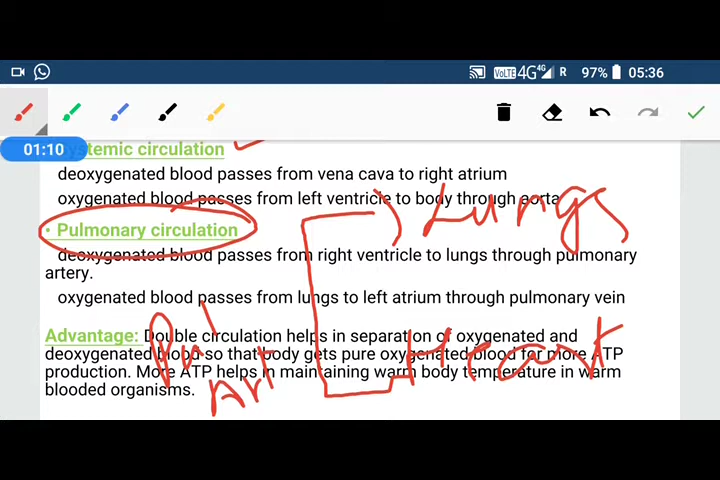 VoLTE 4G 4G R 97% 05:36
01:10
ystemic circulation
deoxygenated blood passes from vena cava to right atrium
oxygenated blood passes from left ventricle to body through aorta
Lungs
• Pulmonary circulation
deoxygenated blood passes from right ventricle to lungs through pulmonary
artery.
oxygenated blood passes from lungs to left atrium through pulmonary vein
Pul
Art
Heart
Advantage: Double circulation helps in separation of oxygenated and
deoxygenated blood so that body gets pure oxygenated blood for more ATP
production. More ATP helps in maintaining warm body temperature in warm
blooded organisms.